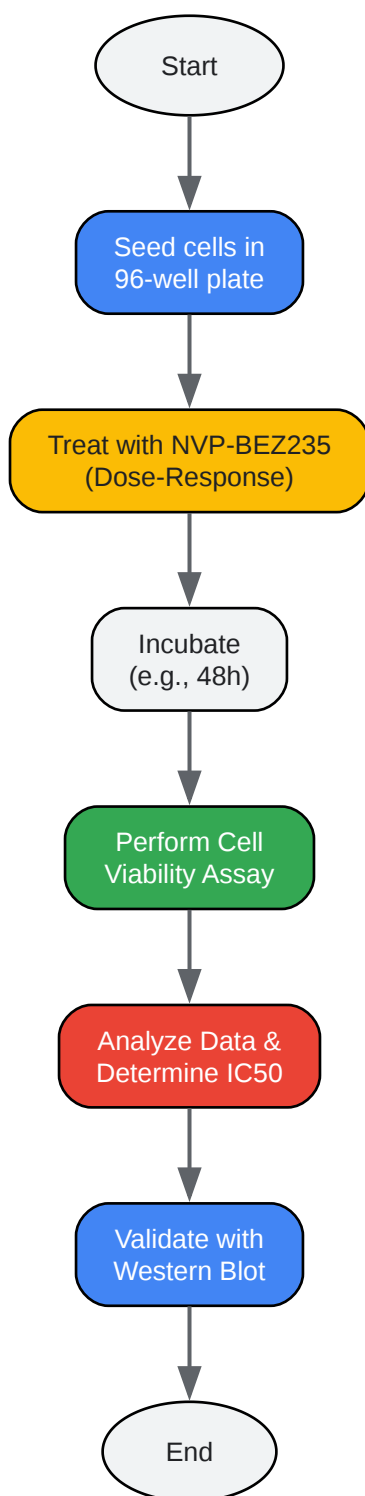 Start
Seed cells in
96-well plate
Treat with NVP-BEZ235
(Dose-Response)
Incubate
(e.g., 48h)
Perform Cell
Viability Assay
Analyze Data &
Determine IC50
Validate with
Western Blot
End